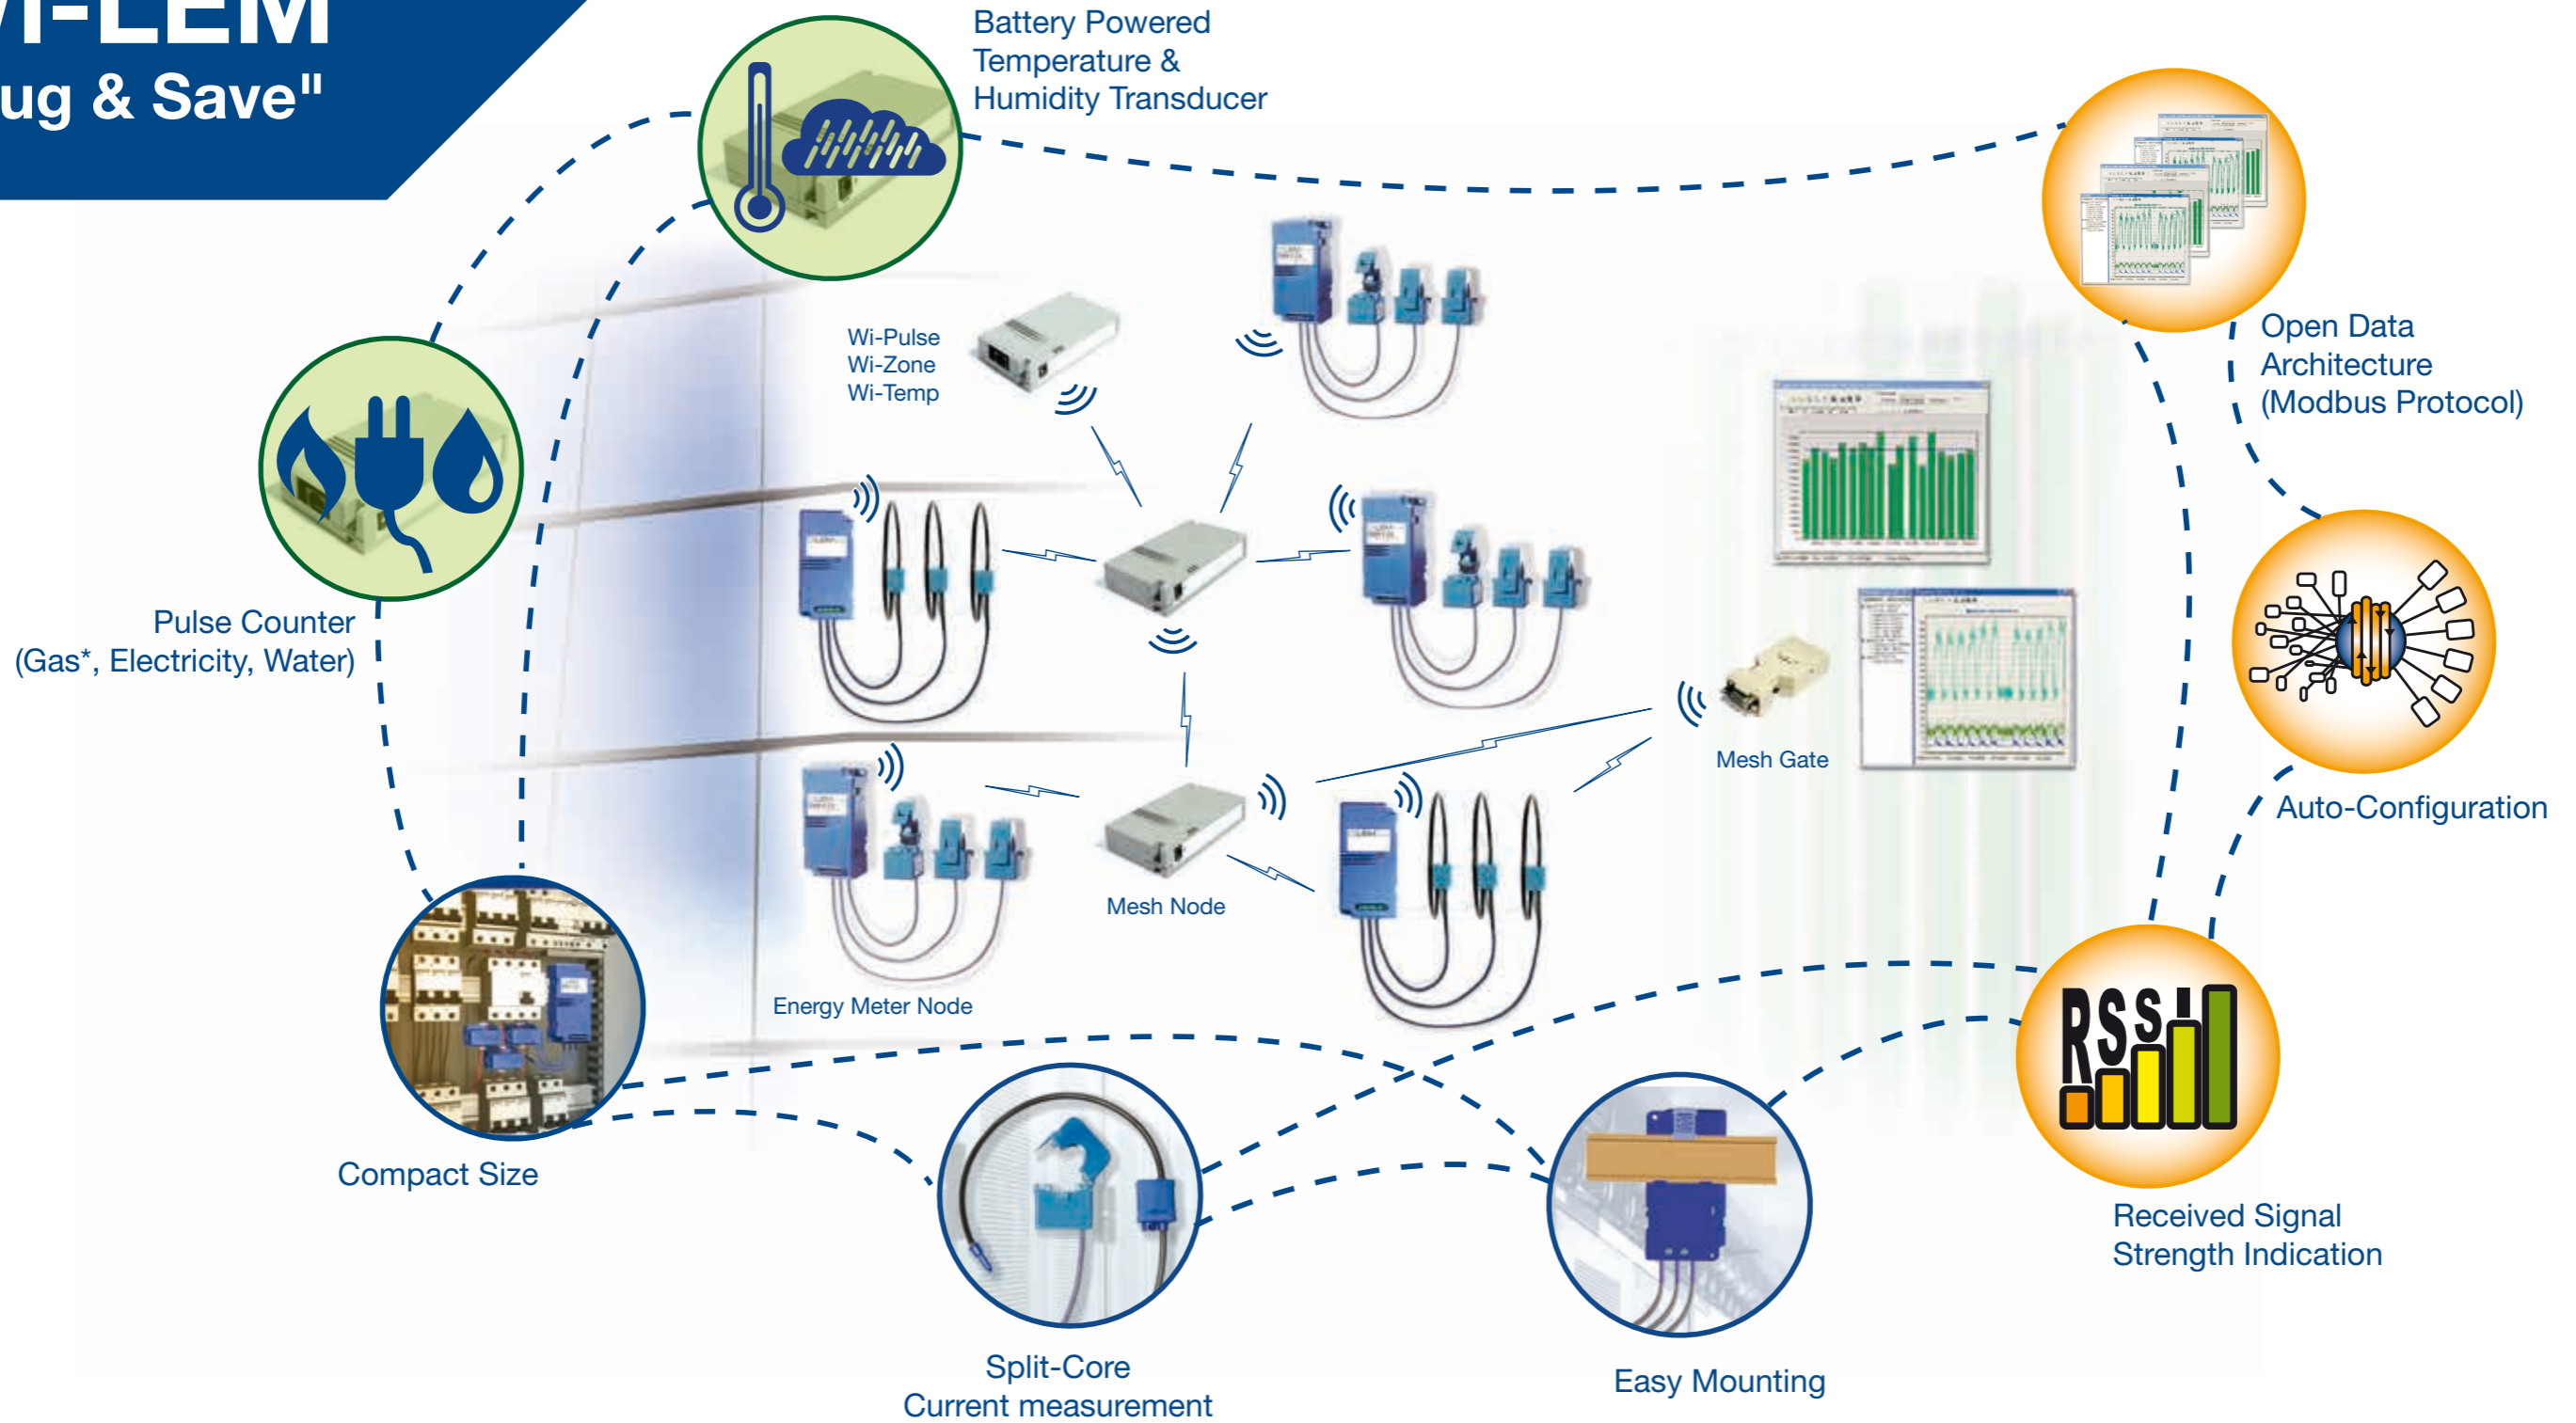 Wi-LEM
ug & Save"
Battery Powered
Temperature &
Humidity Transducer
Wi-Pulse
Wi-Zone
Wi-Temp
Open Data
Architecture
(Modbus Protocol)
Pulse Counter
(Gas*, Electricity, Water)
Mesh Gate
Auto-Configuration
Mesh Node
Energy Meter Node
RSSI
Compact Size
Received Signal
Strength Indication
Split-Core
Current measurement
Easy Mounting